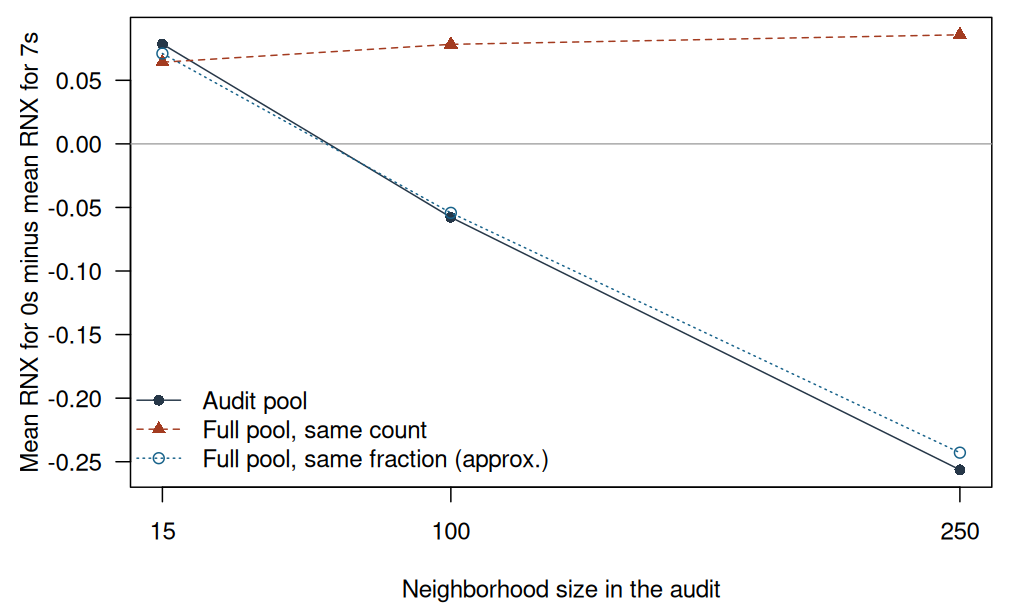 Mean RNX for 0s minus mean RNX for 7s
0.05
0.00
-0.05
-0.10
-0.15
-0.20
-0.25
Audit pool
Full pool, same count
Full pool, same fraction (approx.)
15 100 250
Neighborhood size in the audit